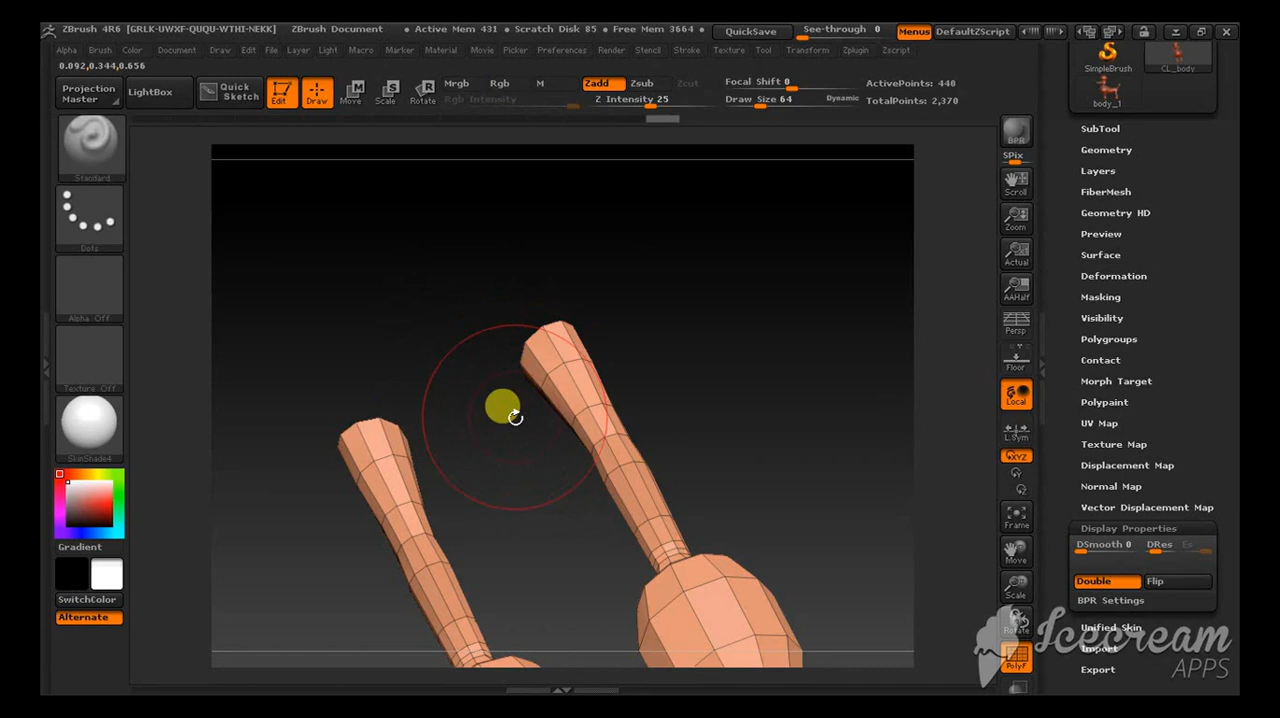 ZBrush 4R6 [GRLK-UWXF-QUQU-WTHI-NEKK] ZBrush Document • Active Mem 431 • Scratch Disk 85 • Free Mem 3664 • QuickSave See-through 0 Menus DefaultZScript
Alpha Brush Color Document Draw Edit File Layer Light Macro Marker Material Movie Picker Preferences Render Stencil Stroke Texture Tool Transform Zplugin Zscript
0.092,0.344,0.656
Projection Master
LightBox
Quick Sketch
Edit
Draw
Move
Scale
Rotate
Mrgb Rgb M
Rgb Intensity
Zadd Zsub Zcut
Z Intensity 25
Focal Shift 0
Draw Size 64 Dynamic
ActivePoints: 440
TotalPoints: 2,370
Standard
Dots
Alpha Off
Texture Off
SkinShade4
Gradient
SwitchColor
Alternate
BPR
SPix
Scroll
Zoom
Actual
AAHalf
Persp
Floor
Local
L.Sym
XYZ
Frame
Move
Scale
Rotate
PolyF
SimpleBrush
CL_body
body_1
SubTool
Geometry
Layers
FiberMesh
Geometry HD
Preview
Surface
Deformation
Masking
Visibility
Polygroups
Contact
Morph Target
Polypaint
UV Map
Texture Map
Displacement Map
Normal Map
Vector Displacement Map
Display Properties
DSmooth 0 DRes Es
Double Flip
BPR Settings
Unified Skin
Import
Export
Icecream
APPS